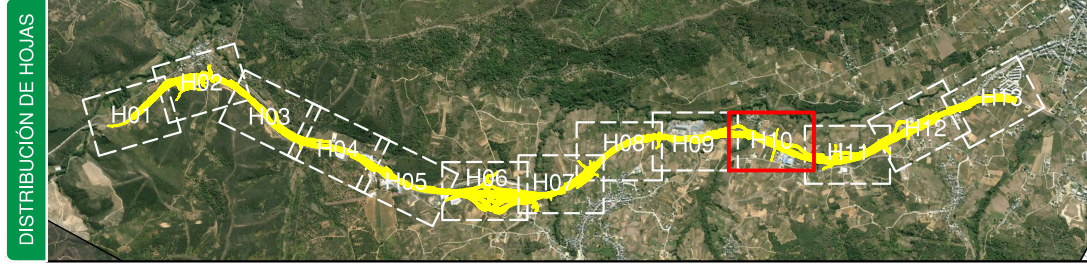 DISTRIBUCIÓN DE HOJAS
H01
H02
H03
H04
H05
H06
H07
H08
H09
H10
H11
H12
H13